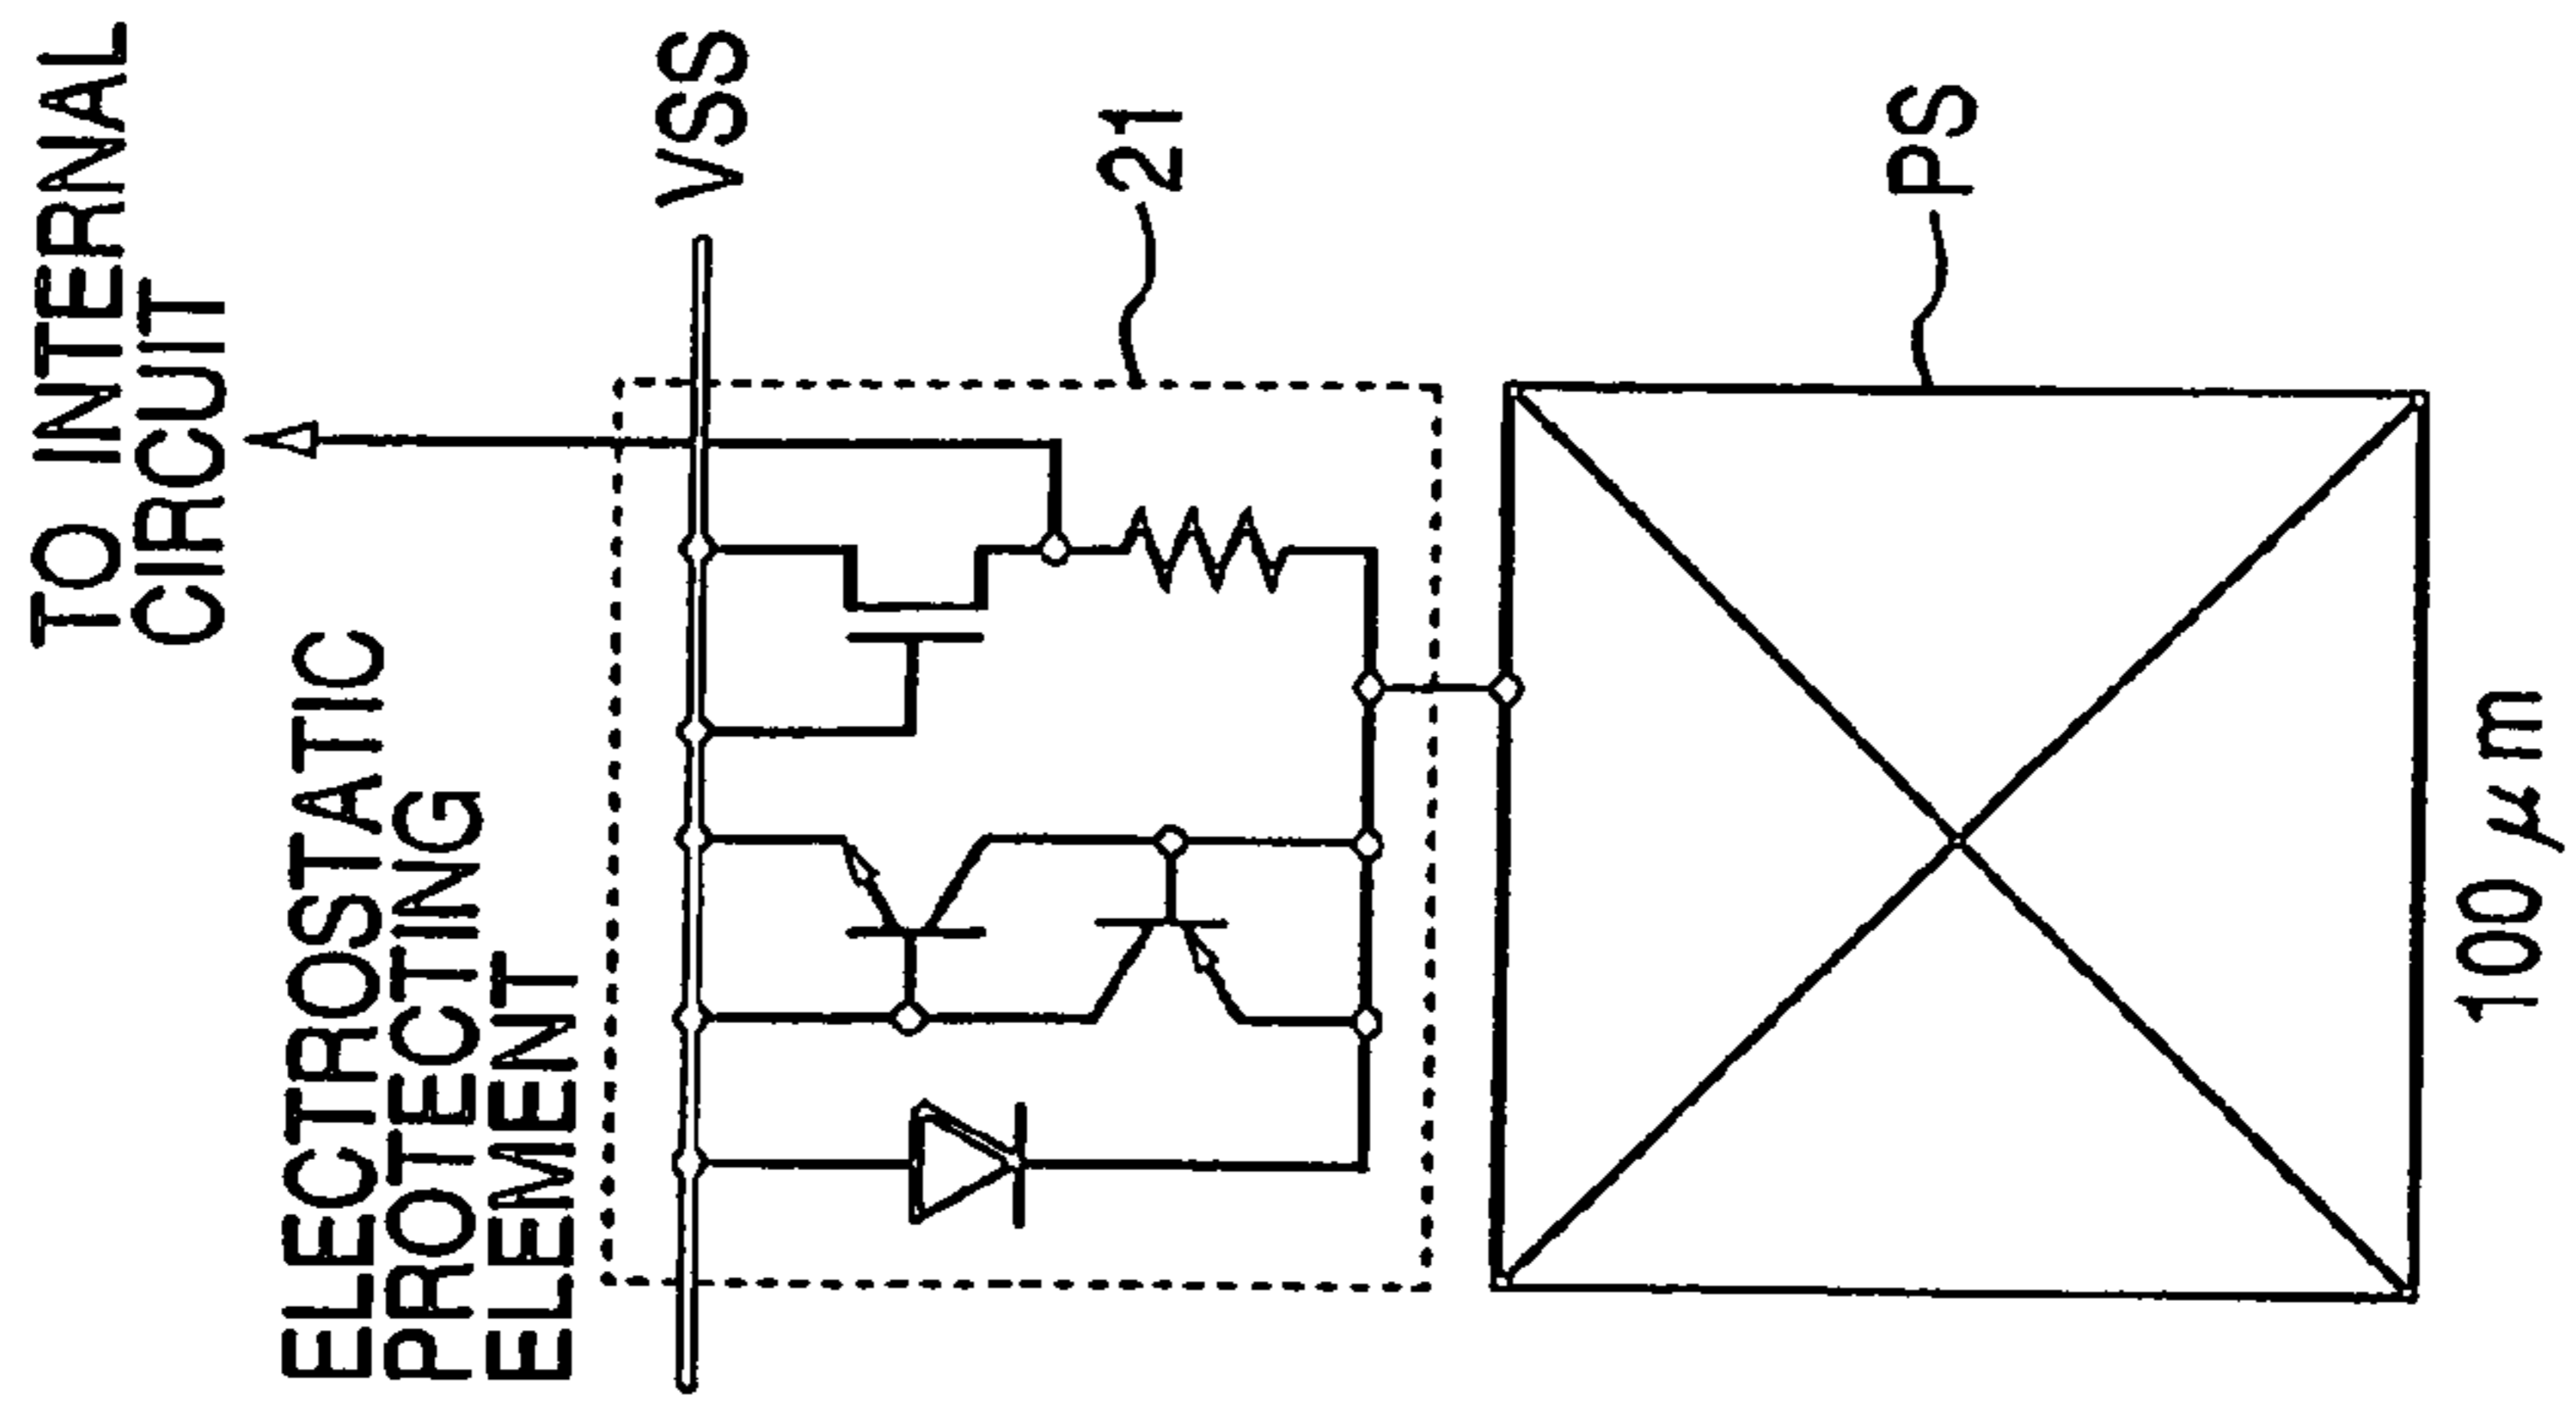 TO INTERNAL
CIRCUIT
ELECTROSTATIC
PROTECTING
ELEMENT
VSS
21
PS
100 μm